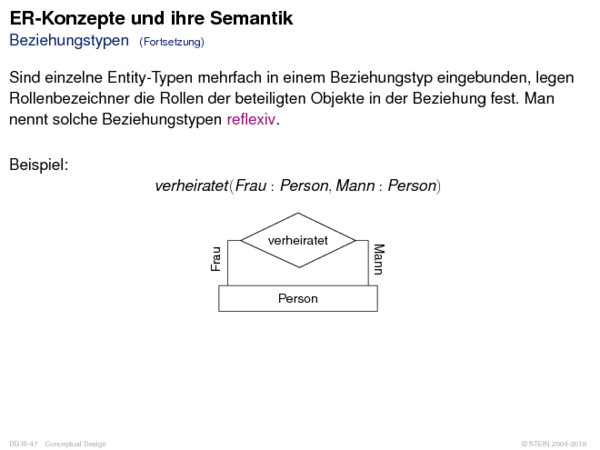 ER-Konzepte und ihre Semantik
Beziehungstypen (Fortsetzung)
Sind einzelne Entity-Typen mehrfach in einem Beziehungstyp eingebunden, legen
Rollenbezeichner die Rollen der beteiligten Objekte in der Beziehung fest. Man
nennt solche Beziehungstypen reflexiv.
Beispiel:
verheiratet(Frau : Person, Mann : Person)
verheiratet
Frau
Mann
Person
DB:III-47 Conceptual Design
© STEIN 2004-2018